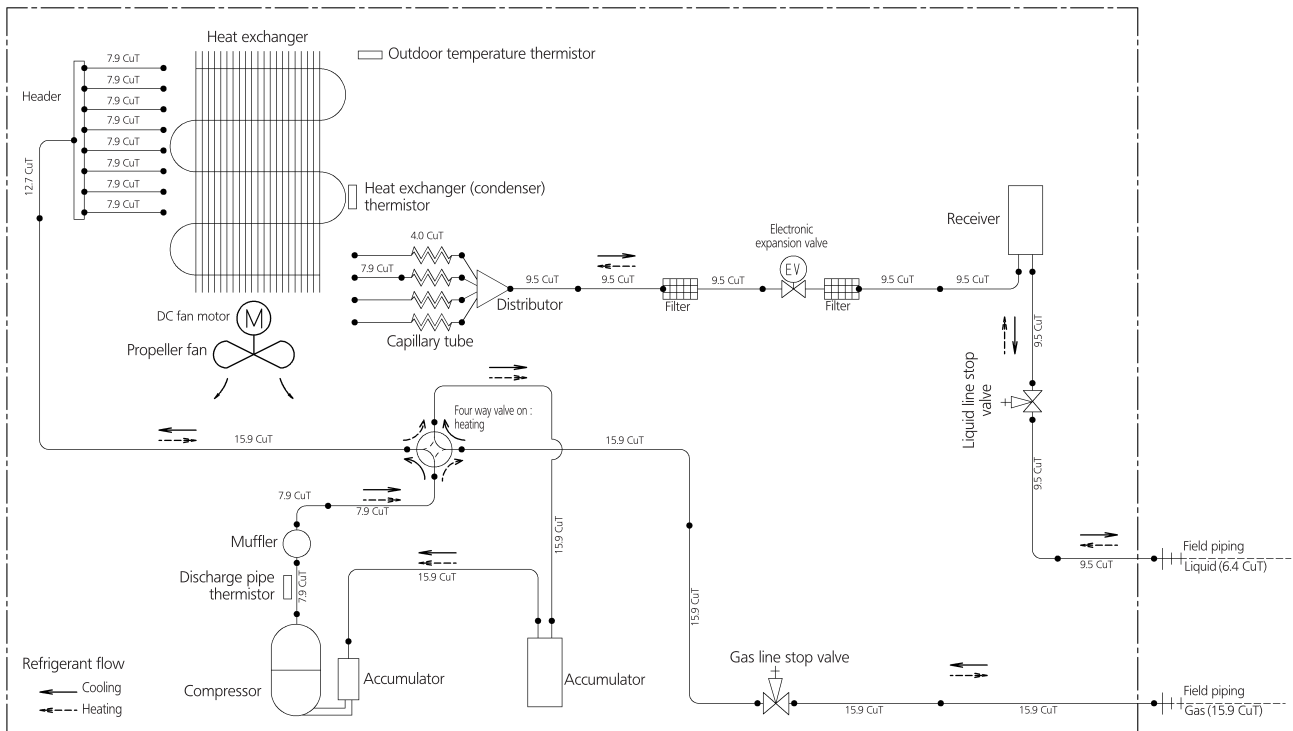 Heat exchanger
Outdoor temperature thermistor
Header
7.9 CuT
7.9 CuT
7.9 CuT
7.9 CuT
7.9 CuT
7.9 CuT
7.9 CuT
7.9 CuT
12.7 CuT
Heat exchanger (condenser)
thermistor
4.0 CuT
7.9 CuT
Distributor
Capillary tube
9.5 CuT
9.5 CuT
Filter
9.5 CuT
Electronic
expansion valve
EV
Filter
9.5 CuT
9.5 CuT
Receiver
9.5 CuT
Liquid line stop
valve
9.5 CuT
9.5 CuT
Field piping
Liquid (6.4 CuT)
DC fan motor
M
Propeller fan
Four way valve on :
heating
15.9 CuT
15.9 CuT
7.9 CuT
7.9 CuT
Muffler
Discharge pipe
thermistor
7.9 CuT
15.9 CuT
15.9 CuT
15.9 CuT
Compressor
Accumulator
Accumulator
Gas line stop valve
15.9 CuT
15.9 CuT
Field piping
Gas (15.9 CuT)
Refrigerant flow
Cooling
Heating